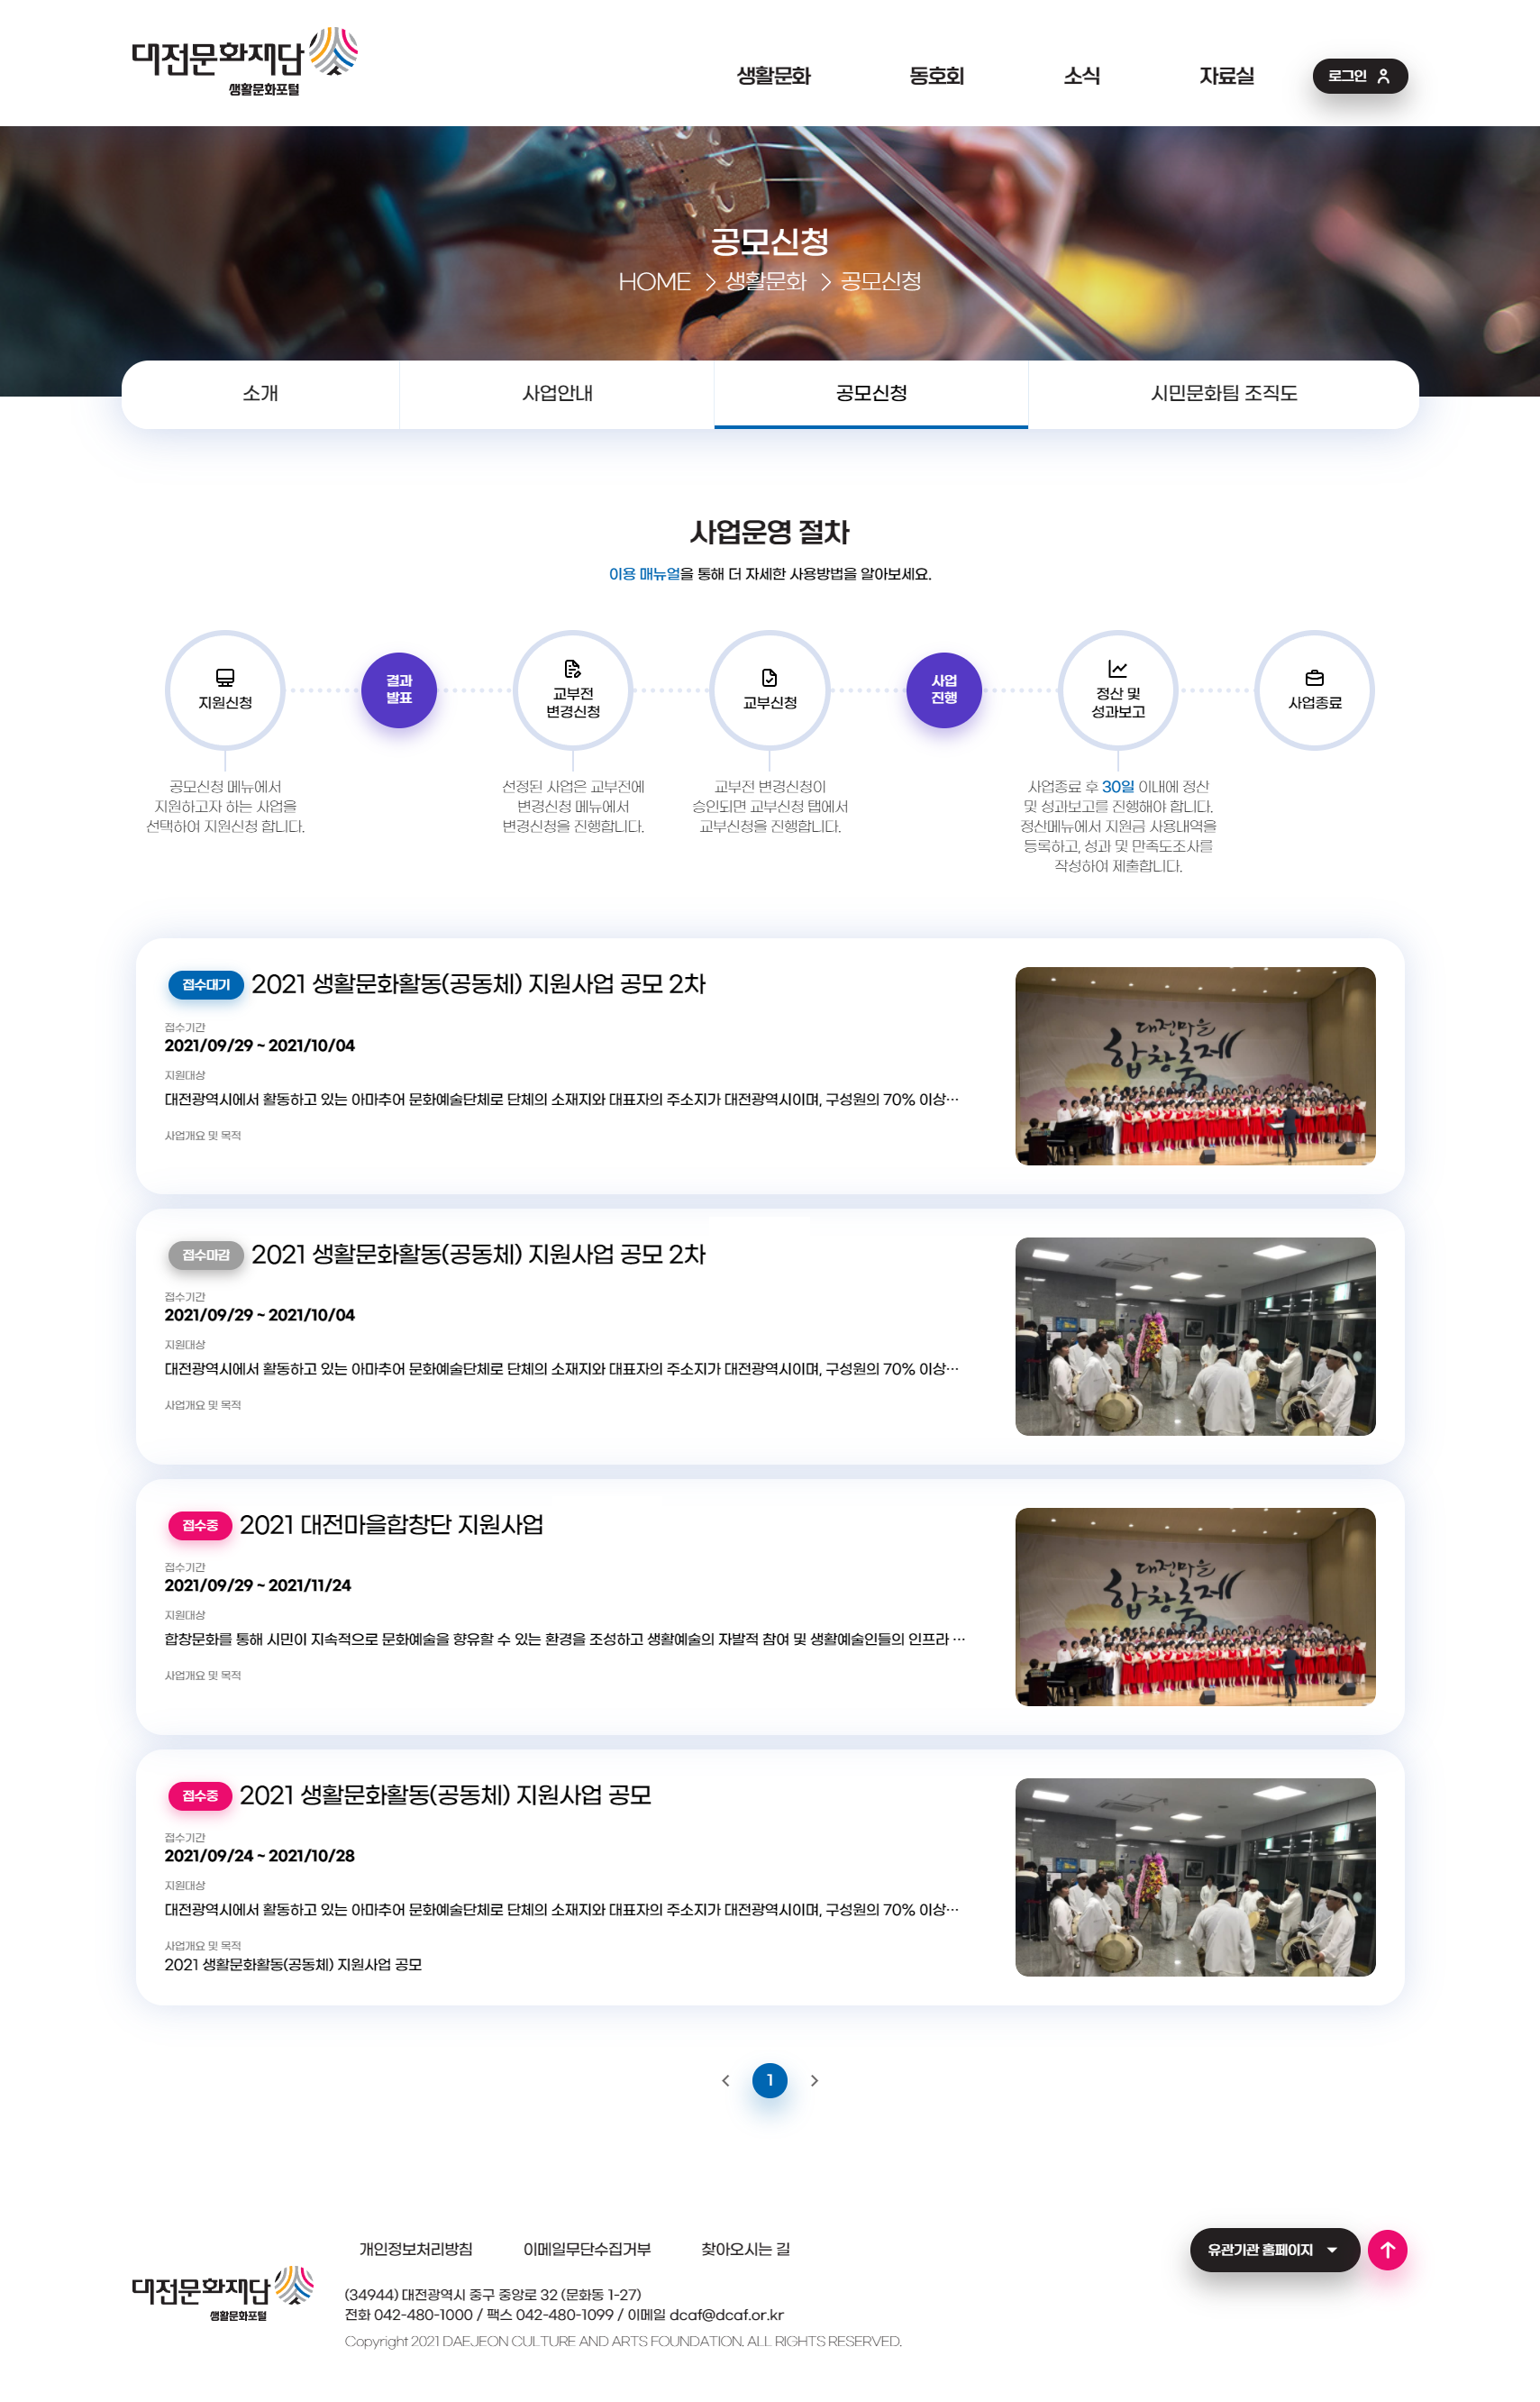 대전문화재단
생활문화포털
생활문화
동호회
소식
자료실
로그인
공모신청
HOME > 생활문화 > 공모신청
소개
사업안내
공모신청
시민문화팀 조직도
사업운영 절차
이용 매뉴얼을 통해 더 자세한 사용방법을 알아보세요.
지원신청
공모신청 메뉴에서
지원하고자 하는 사업을
선택하여 지원신청 합니다.
결과
발표
교부전
변경신청
선정된 사업은 교부전에
변경신청 메뉴에서
변경신청을 진행합니다.
교부신청
교부전 변경신청이
승인되면 교부신청 탭에서
교부신청을 진행합니다.
사업
진행
정산 및
성과보고
사업종료 후 30일 이내에 정산
및 성과보고를 진행해야 합니다.
정산메뉴에서 지원금 사용내역을
등록하고, 성과 및 만족도조사를
작성하여 제출합니다.
사업종료
접수대기 2021 생활문화활동(공동체) 지원사업 공모 2차
접수기간
2021/09/29 ~ 2021/10/04
지원대상
대전광역시에서 활동하고 있는 아마추어 문화예술단체로 단체의 소재지와 대표자의 주소지가 대전광역시이며, 구성원의 70% 이상…
사업개요 및 목적
대전마을
합창축제
접수마감 2021 생활문화활동(공동체) 지원사업 공모 2차
접수기간
2021/09/29 ~ 2021/10/04
지원대상
대전광역시에서 활동하고 있는 아마추어 문화예술단체로 단체의 소재지와 대표자의 주소지가 대전광역시이며, 구성원의 70% 이상…
사업개요 및 목적
접수중 2021 대전마을합창단 지원사업
접수기간
2021/09/29 ~ 2021/11/24
지원대상
합창문화를 통해 시민이 지속적으로 문화예술을 향유할 수 있는 환경을 조성하고 생활예술의 자발적 참여 및 생활예술인들의 인프라 …
사업개요 및 목적
대전마을
합창축제
접수중 2021 생활문화활동(공동체) 지원사업 공모
접수기간
2021/09/24 ~ 2021/10/28
지원대상
대전광역시에서 활동하고 있는 아마추어 문화예술단체로 단체의 소재지와 대표자의 주소지가 대전광역시이며, 구성원의 70% 이상…
사업개요 및 목적
2021 생활문화활동(공동체) 지원사업 공모
1
개인정보처리방침
이메일무단수집거부
찾아오시는 길
유관기관 홈페이지
대전문화재단
생활문화포털
(34944) 대전광역시 중구 중앙로 32 (문화동 1-27)
전화 042-480-1000 / 팩스 042-480-1099 / 이메일 dcaf@dcaf.or.kr
Copyright 2021 DAEJEON CULTURE AND ARTS FOUNDATION. ALL RIGHTS RESERVED.